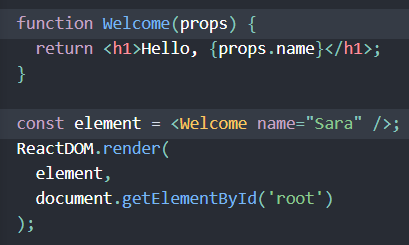 function Welcome(props) {
  return <h1>Hello, {props.name}</h1>;
}

const element = <Welcome name="Sara" />;
ReactDOM.render(
  element,
  document.getElementById('root')
);